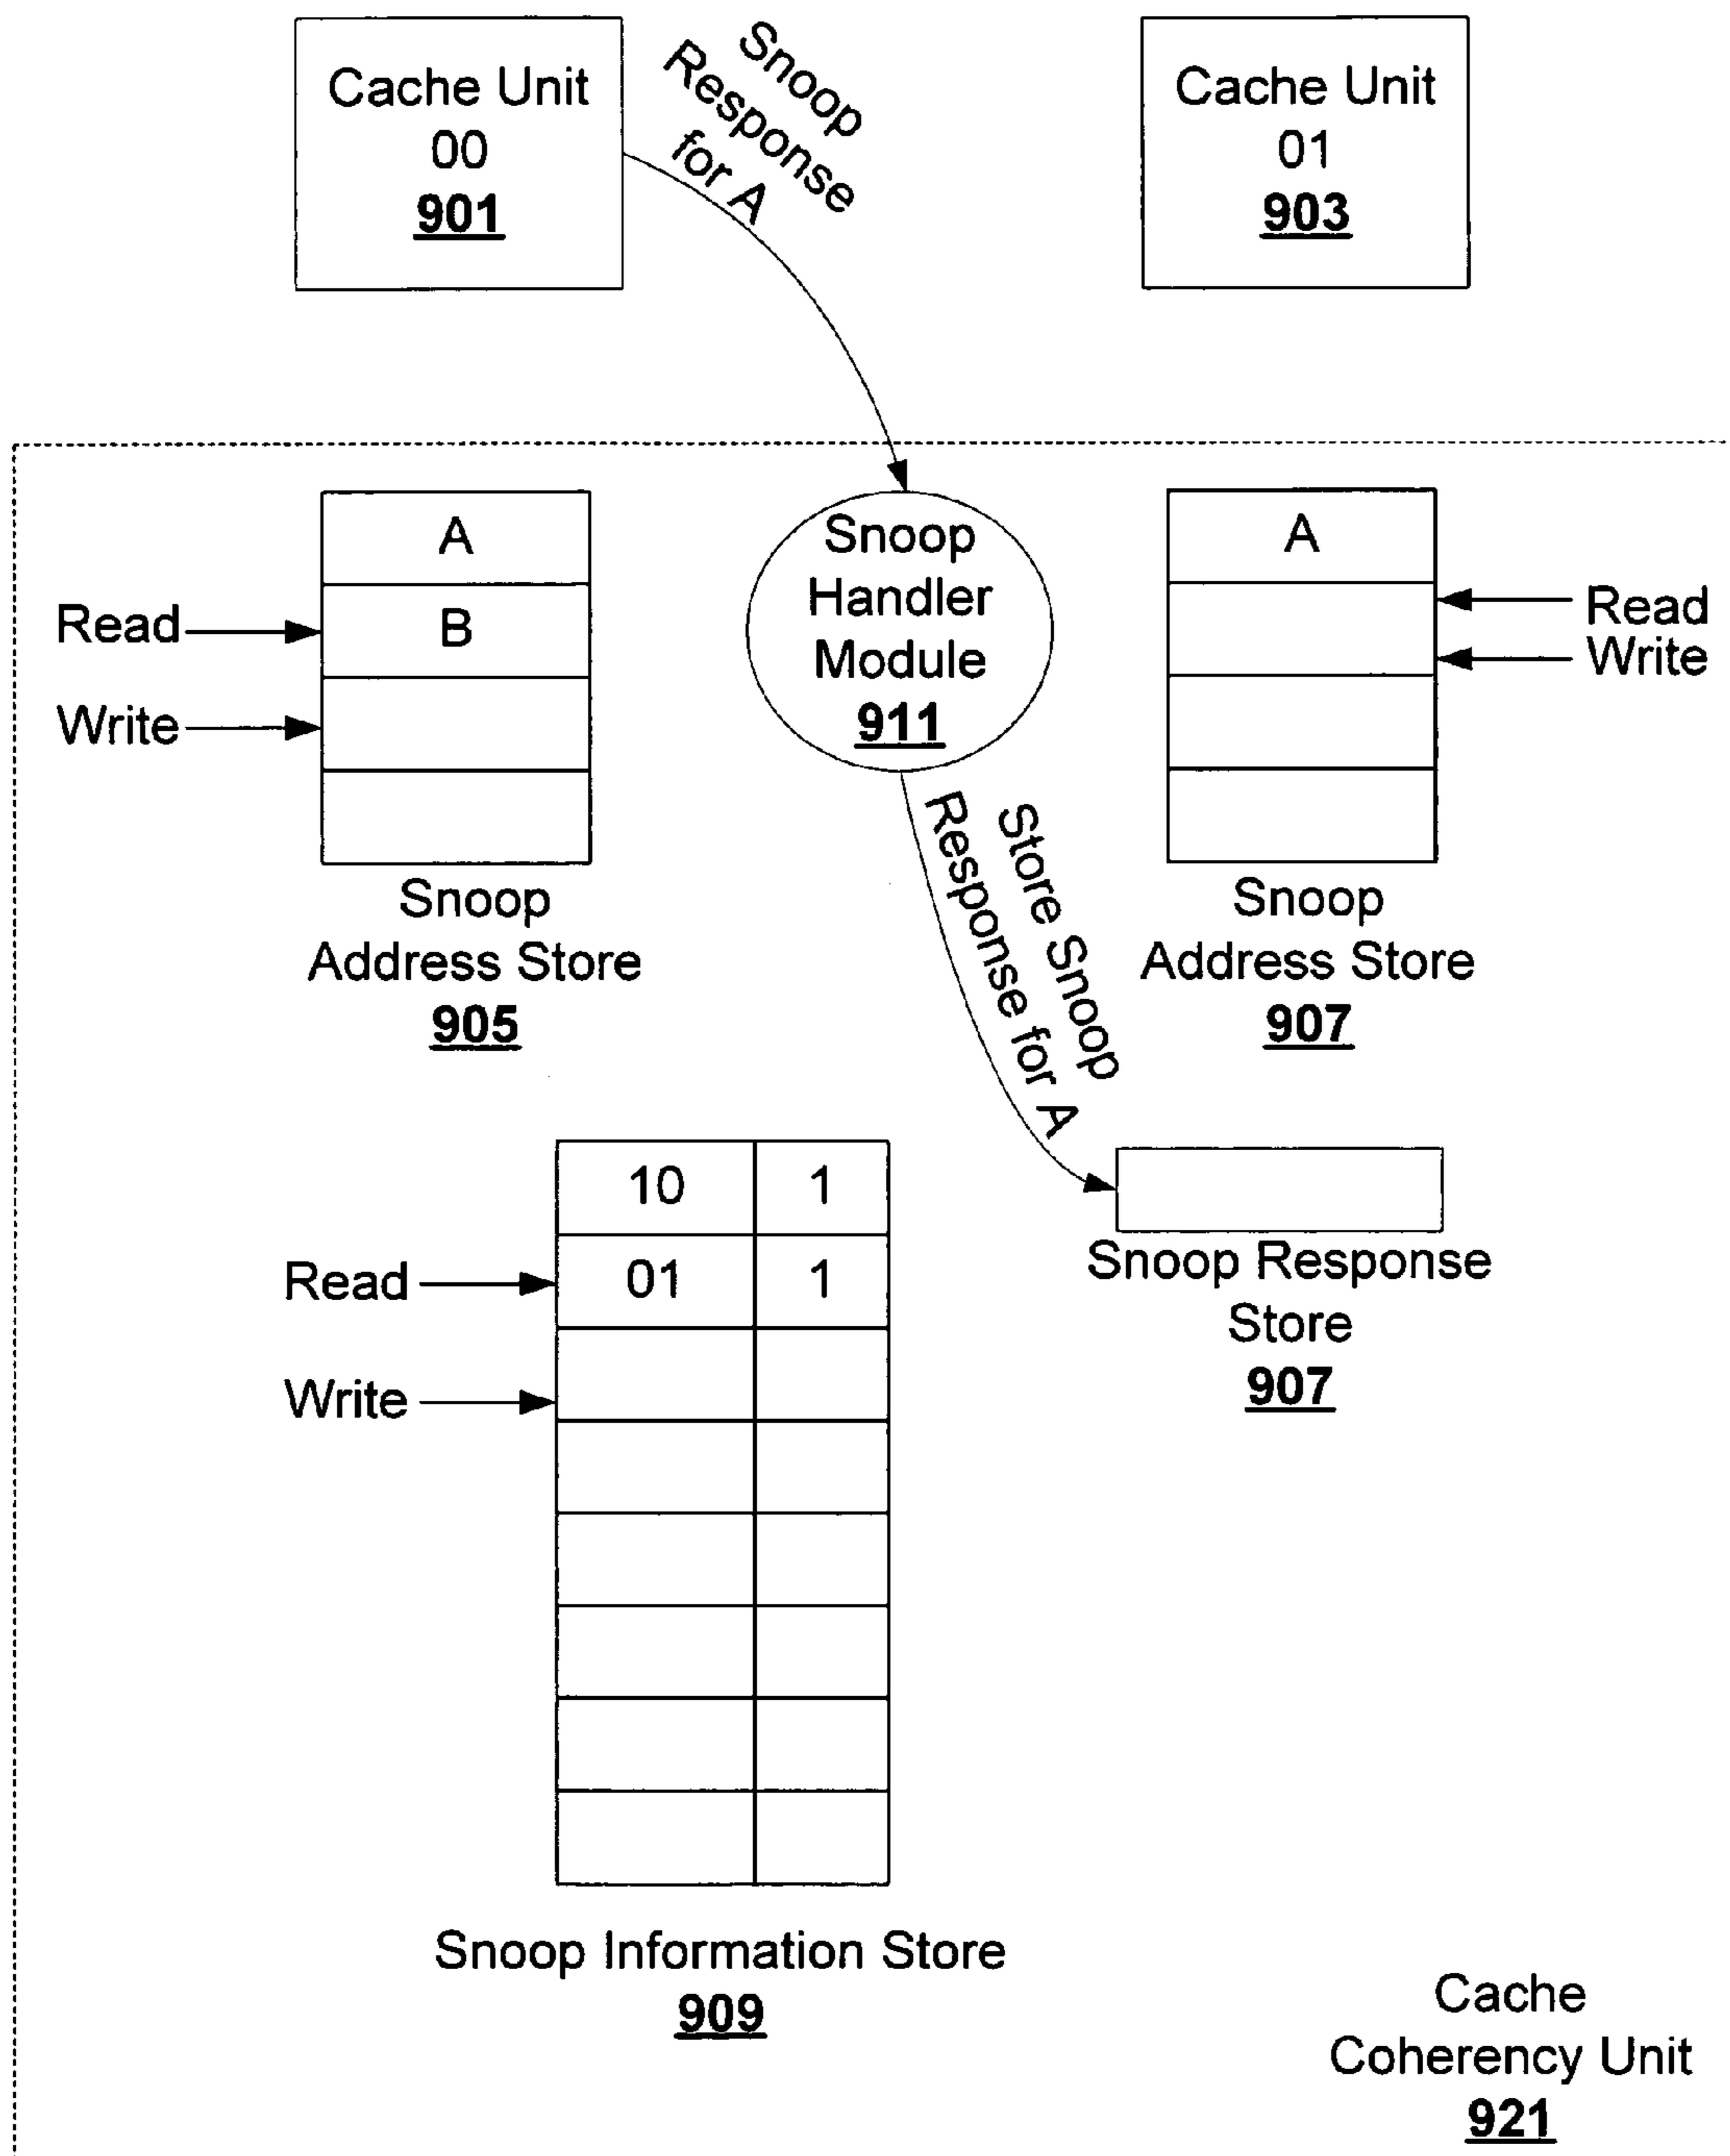 Cache Unit
00
901
Snoop
Response
for A
Cache Unit
01
903
A
B
Read
Write
Snoop
Address Store
905
Snoop
Handler
Module
911
A
Read
Write
Snoop
Address Store
907
Store Snoop
Response for A
10 1
01 1
Read
Write
Snoop Response
Store
907
Snoop Information Store
909
Cache
Coherency Unit
921